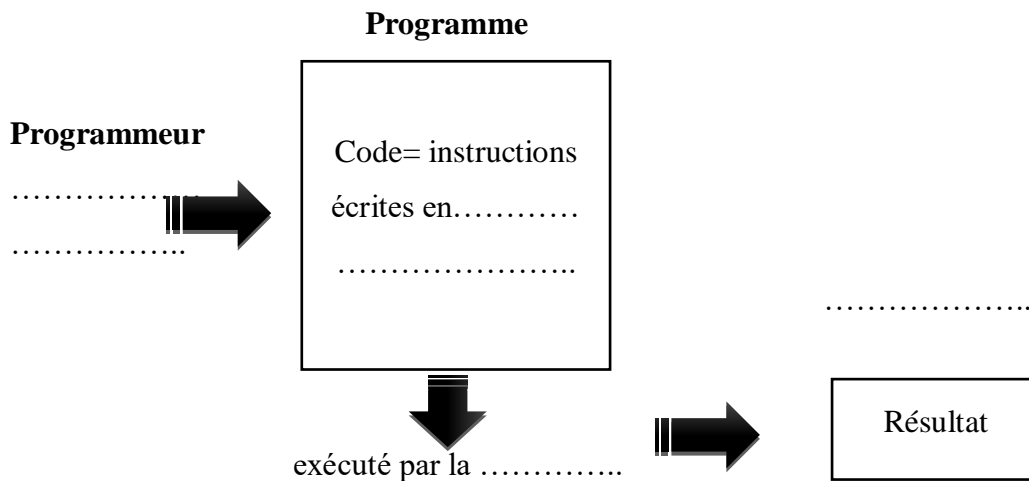 Programme
Programmeur
………………..
……………..
Code= instructions
écrites en…………
……………………..
exécuté par la …………..
…………………..
Résultat